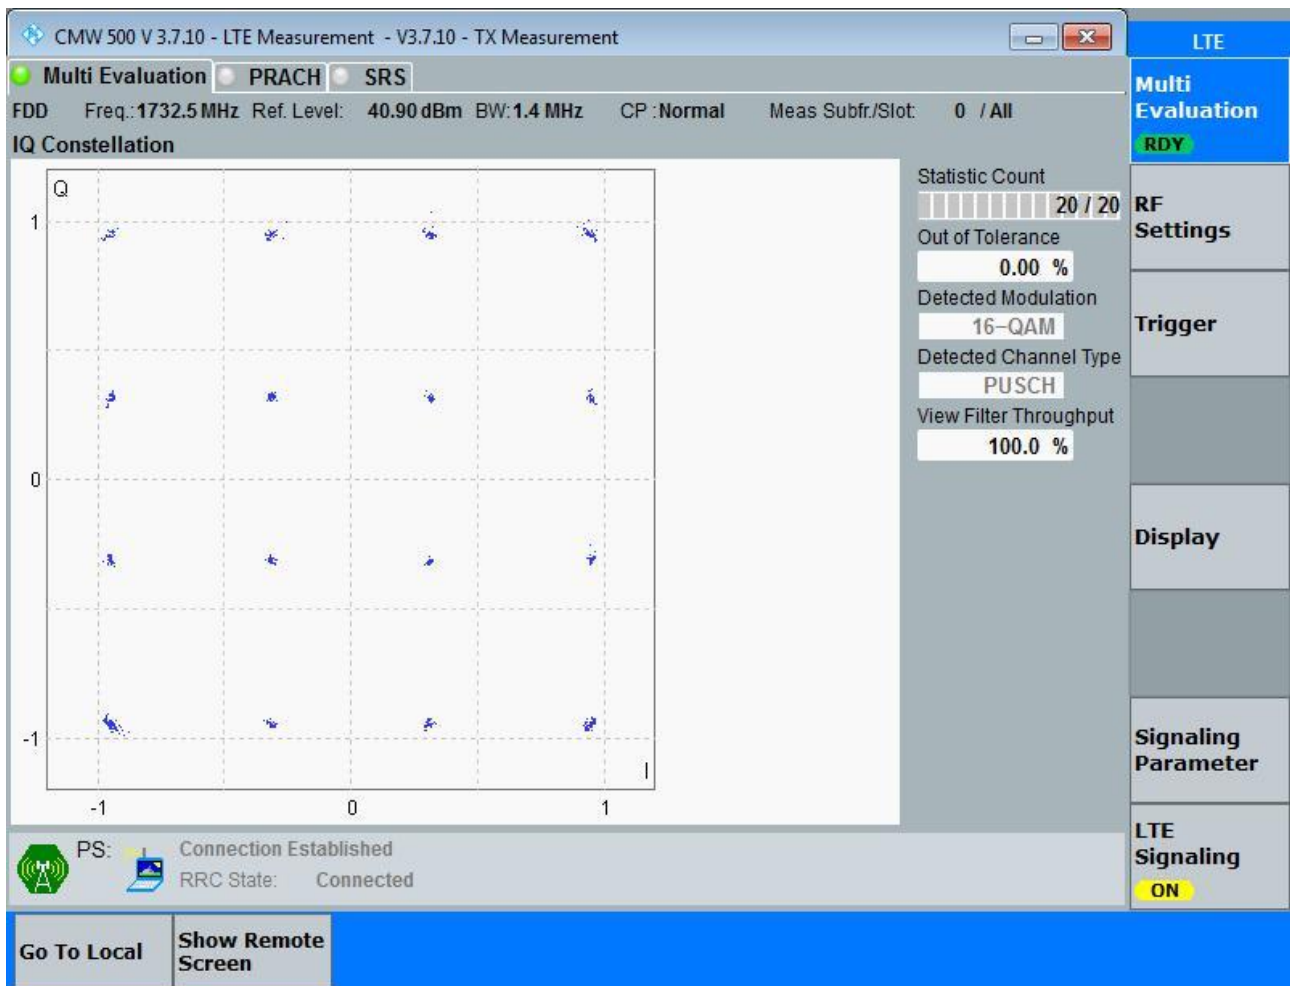 CMW 500 V 3.7.10 - LTE Measurement - V3.7.10 - TX Measurement
LTE
Multi Evaluation PRACH SRS
FDD Freq.:1732.5 MHz Ref. Level: 40.90 dBm BW:1.4 MHz CP :Normal Meas Subfr./Slot: 0 / All
IQ Constellation
Q
1
0
-1
I
-1 0 1
Statistic Count
20 / 20
Out of Tolerance
0.00 %
Detected Modulation
16-QAM
Detected Channel Type
PUSCH
View Filter Throughput
100.0 %
Multi
Evaluation
RDY
RF
Settings
Trigger
Display
Signaling
Parameter
LTE
Signaling
ON
PS: Connection Established
RRC State: Connected
Go To Local
Show Remote
Screen